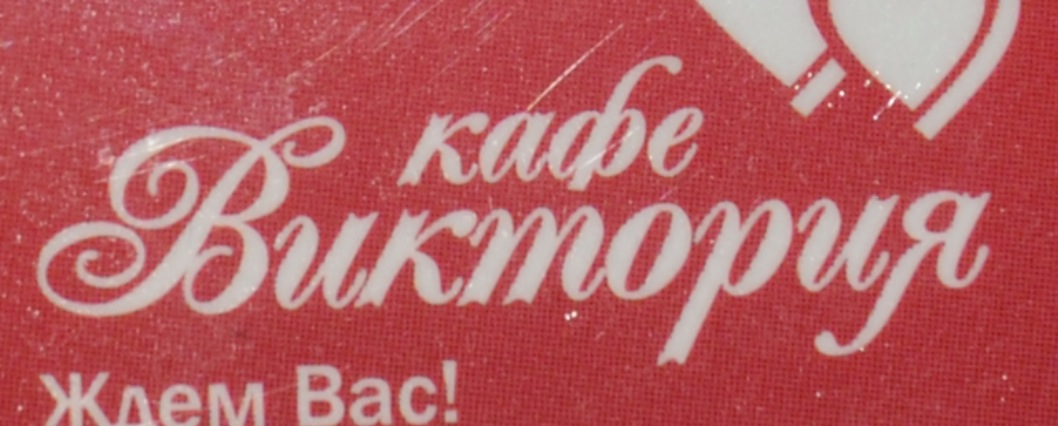 кафе
Виктория
Ждем Вас!